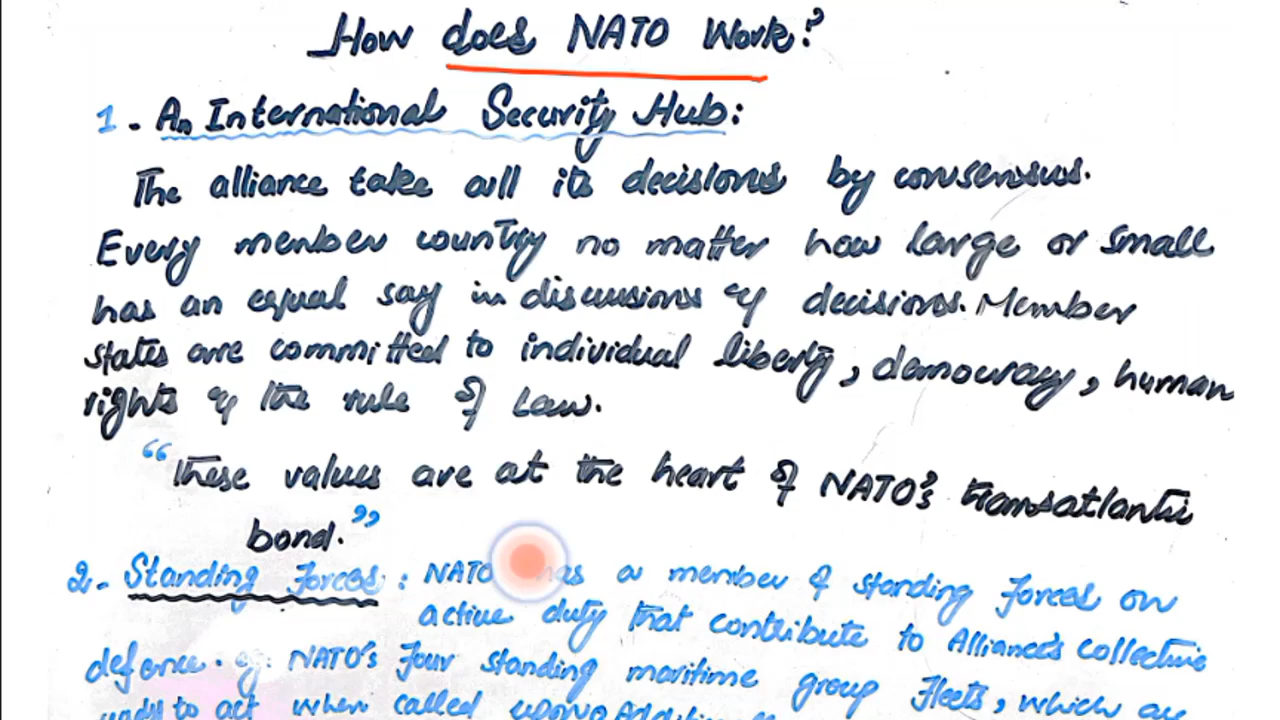 How does NATO Work?
1. An International Security Hub:
The alliance take all its decisions by consensus.
Every member country no matter how large or small
has an equal say in discussions & decisions. Member
states are committed to individual liberty, democracy, human
rights & the rule of Law.
"These values are at the heart of NATO's transatlantic
bond."
2. Standing Forces: NATO has a member of standing forces on
active duty that contribute to Alliance's collective
defence. eg: NATO's four standing maritime group fleets, which are
ready to act when called upon.